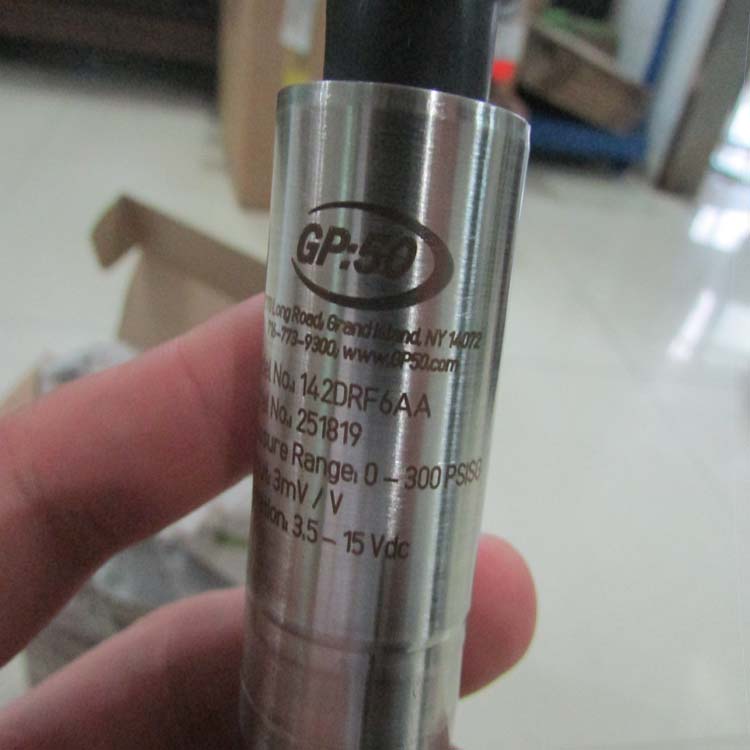 GP:50
Long Road, Grand Island, NY 14072
716-773-9300, www.GP50.com
No.: 142DRF6AA
No.: 251819
Range: 0 – 300 PSISG
3mV / V
3.5 – 15 Vdc